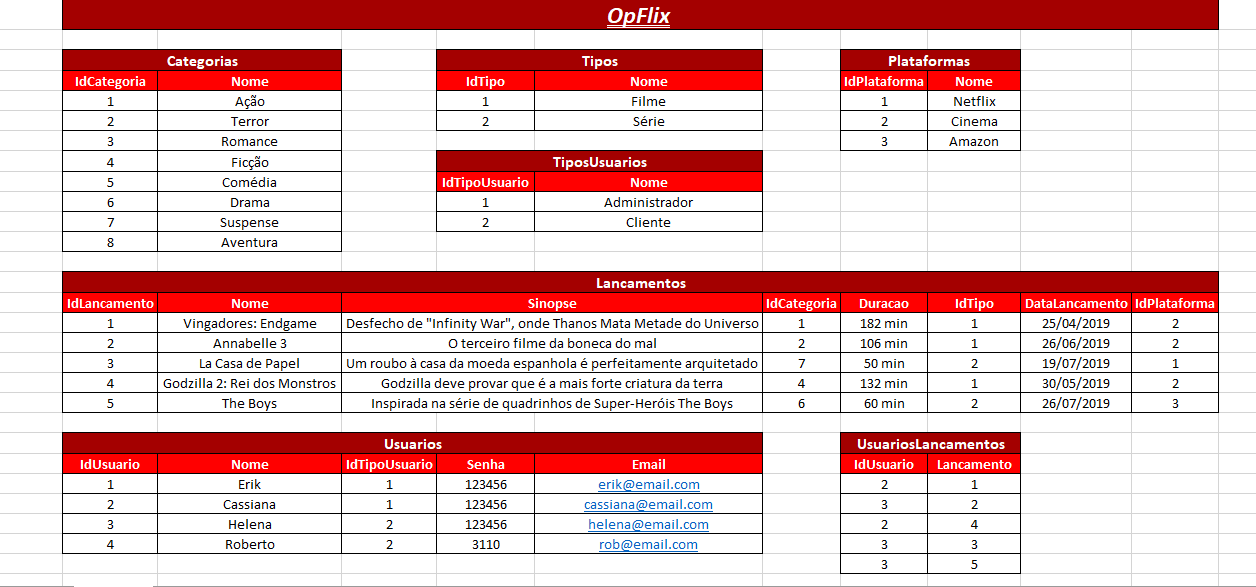 OpFlix
Categorias Tipos Plataformas
IdCategoria Nome IdTipo Nome IdPlataforma Nome
1 Ação 1 Filme 1 Netflix
2 Terror 2 Série 2 Cinema
3 Romance 3 Amazon
4 Ficção TiposUsuarios
5 Comédia IdTipoUsuario Nome
6 Drama 1 Administrador
7 Suspense 2 Cliente
8 Aventura
Lancamentos
IdLancamento Nome Sinopse IdCategoria Duracao IdTipo DataLancamento IdPlataforma
1 Vingadores: Endgame Desfecho de "Infinity War", onde Thanos Mata Metade do Universo 1 182 min 1 25/04/2019 2
2 Annabelle 3 O terceiro filme da boneca do mal 2 106 min 1 26/06/2019 2
3 La Casa de Papel Um roubo à casa da moeda espanhola é perfeitamente arquitetado 7 50 min 2 19/07/2019 1
4 Godzilla 2: Rei dos Monstros Godzilla deve provar que é a mais forte criatura da terra 4 132 min 1 30/05/2019 2
5 The Boys Inspirada na série de quadrinhos de Super-Heróis The Boys 6 60 min 2 26/07/2019 3
Usuarios UsuariosLancamentos
IdUsuario Nome IdTipoUsuario Senha Email IdUsuario Lancamento
1 Erik 1 123456 erik@email.com 2 1
2 Cassiana 1 123456 cassiana@email.com 3 2
3 Helena 2 123456 helena@email.com 2 4
4 Roberto 2 3110 rob@email.com 3 3
3 5